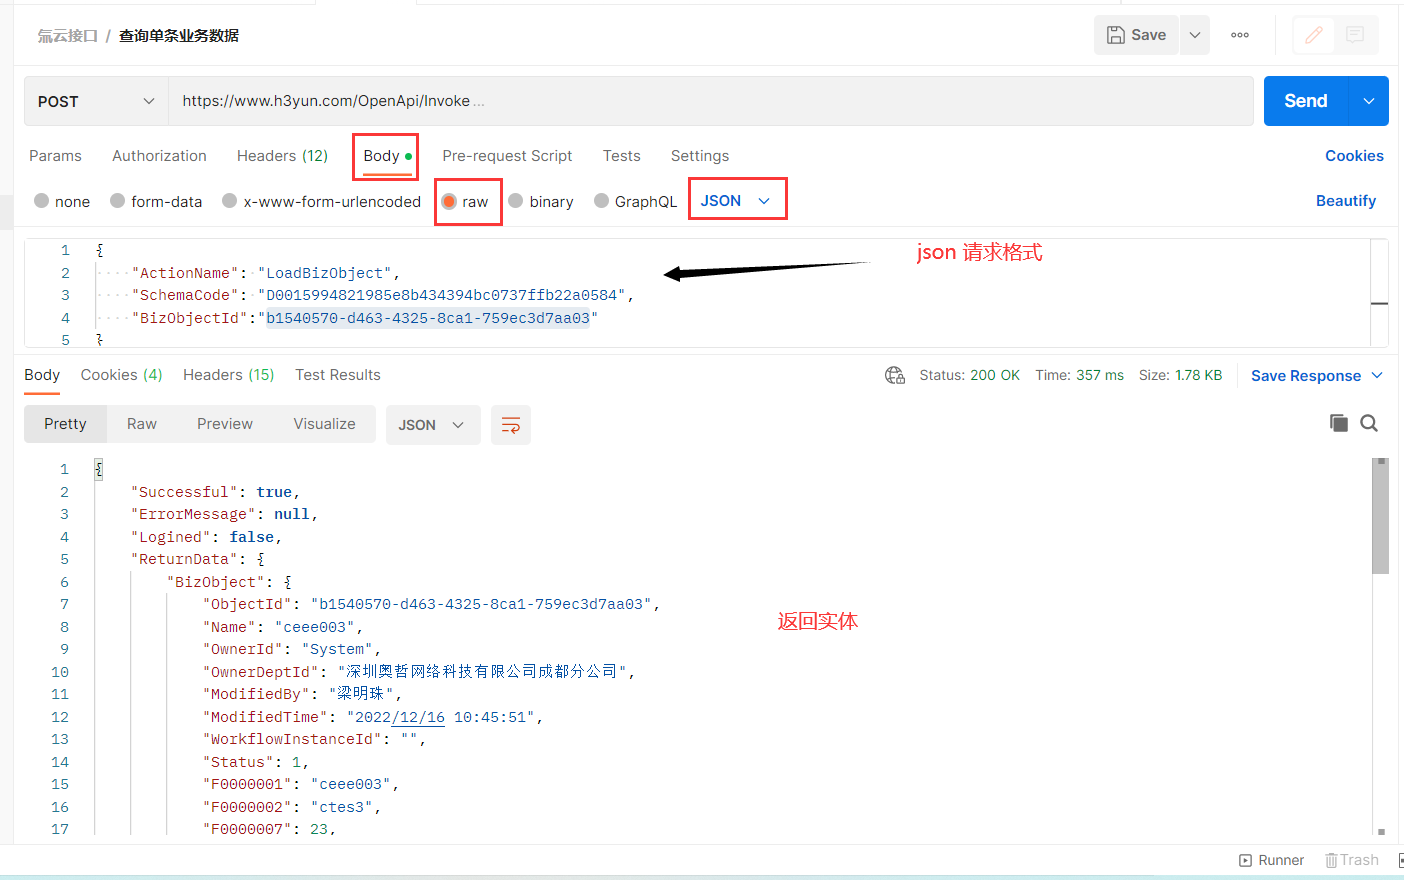 氚云接口 / 查询单条业务数据
Save
POST
https://www.h3yun.com/OpenApi/Invoke ...
Send
Params Authorization Headers (12) Body Pre-request Script Tests Settings Cookies
none form-data x-www-form-urlencoded raw binary GraphQL JSON Beautify
json 请求格式
1 {
2 "ActionName": "LoadBizObject",
3 "SchemaCode": "D0015994821985e8b434394bc0737ffb22a0584",
4 "BizObjectId":"b1540570-d463-4325-8ca1-759ec3d7aa03"
5 }
Body Cookies (4) Headers (15) Test Results Status: 200 OK Time: 357 ms Size: 1.78 KB Save Response
Pretty Raw Preview Visualize JSON
1 {
2 "Successful": true,
3 "ErrorMessage": null,
4 "Logined": false,
5 "ReturnData": {
6 "BizObject": {
7 "ObjectId": "b1540570-d463-4325-8ca1-759ec3d7aa03",
返回实体
8 "Name": "ceee003",
9 "OwnerId": "System",
10 "OwnerDeptId": "深圳奥哲网络科技有限公司成都分公司",
11 "ModifiedBy": "梁明珠",
12 "ModifiedTime": "2022/12/16 10:45:51",
13 "WorkflowInstanceId": "",
14 "Status": 1,
15 "F0000001": "ceee003",
16 "F0000002": "ctes3",
17 "F0000007": 23,
Runner Trash